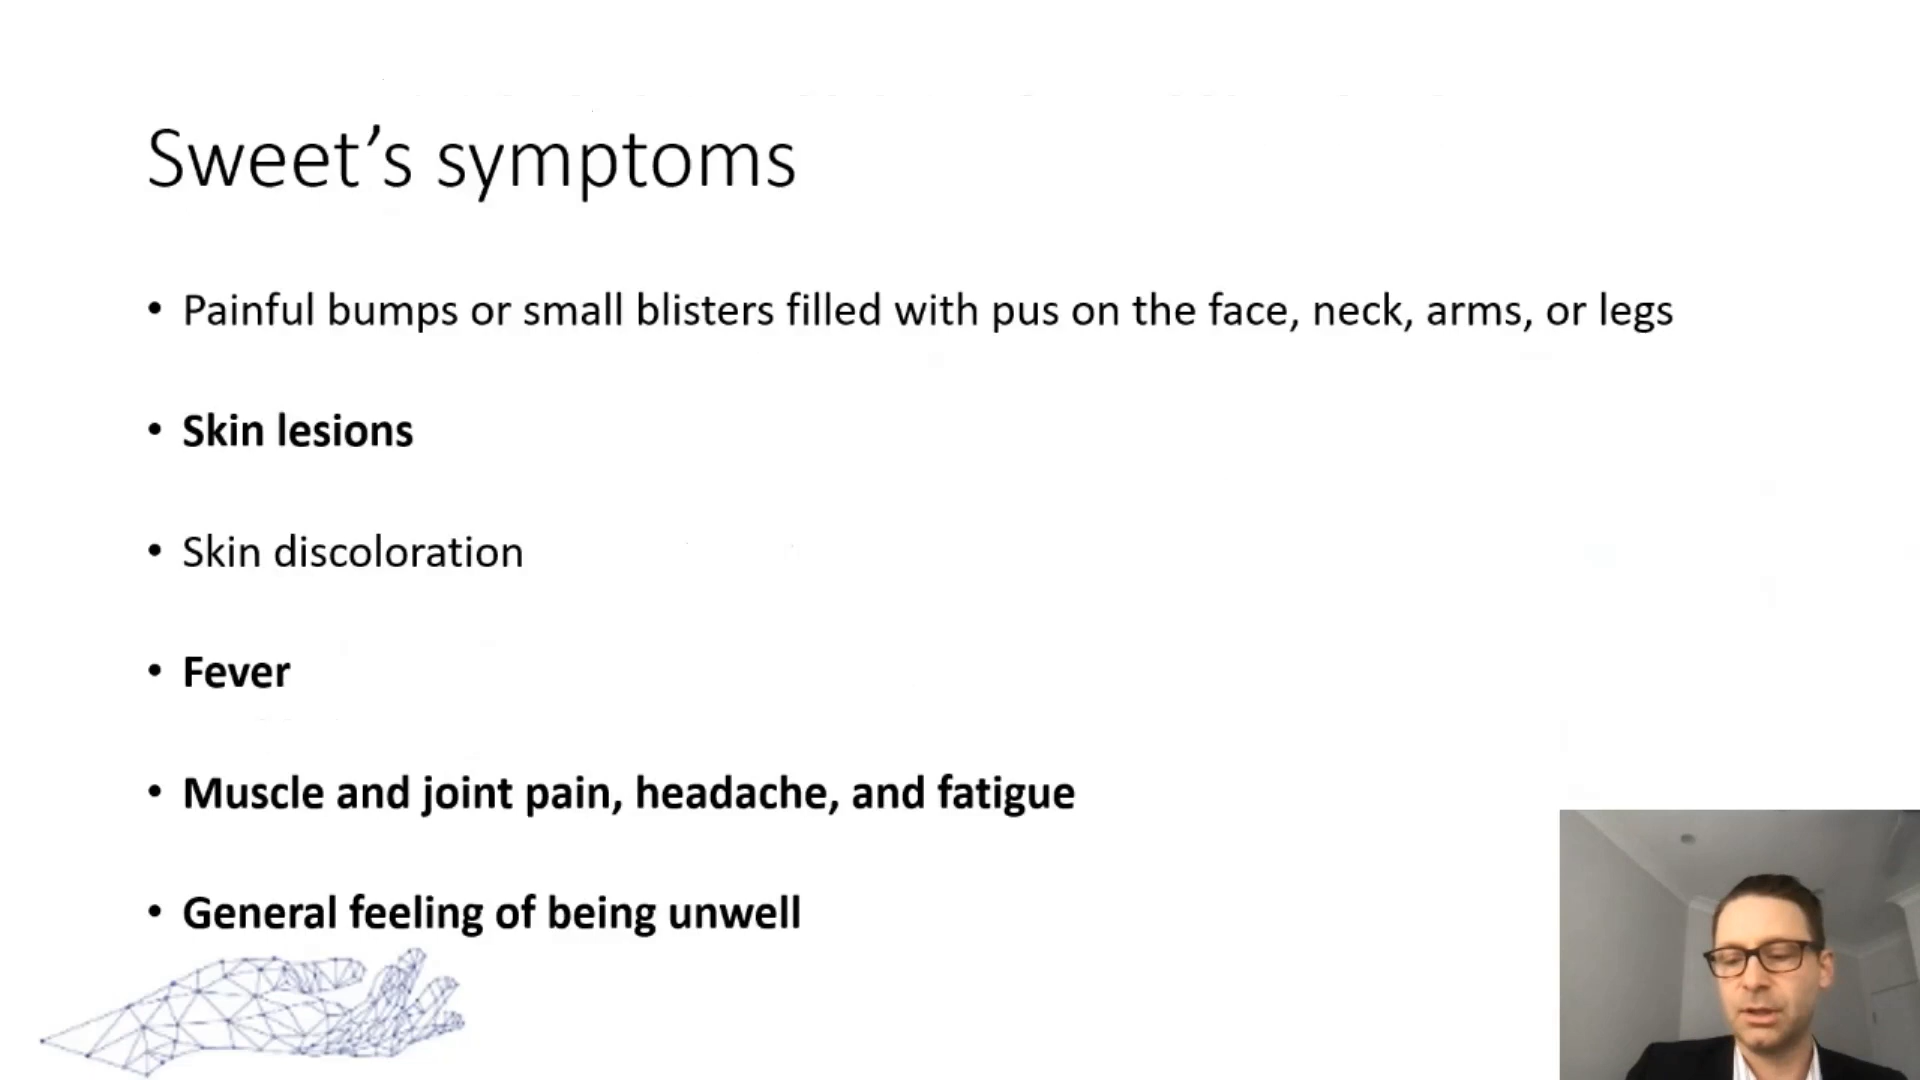 Sweet’s symptoms
• Painful bumps or small blisters filled with pus on the face, neck, arms, or legs
• Skin lesions
• Skin discoloration
• Fever
• Muscle and joint pain, headache, and fatigue
• General feeling of being unwell